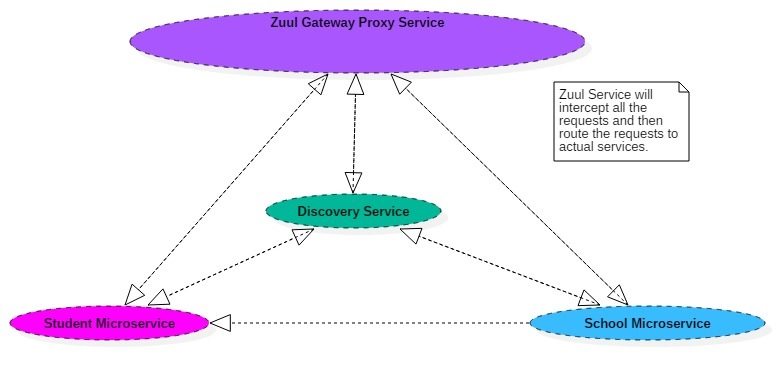 Zuul Gateway Proxy Service
Zuul Service will
intercept all the
requests and then
route the requests to
actual services.
Discovery Service
Student Microservice
School Microservice